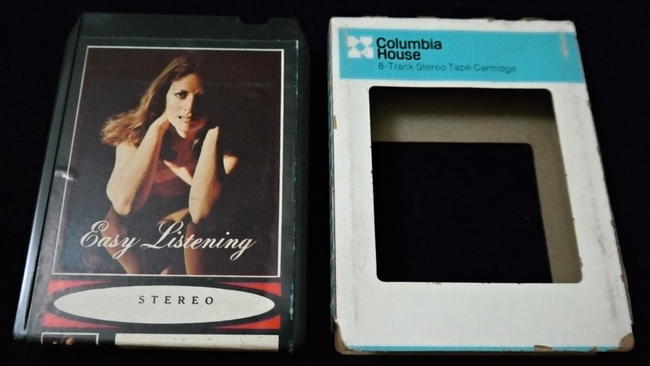 Easy Listening
STEREO
Columbia
House
8-Track Stereo Tape Cartridge